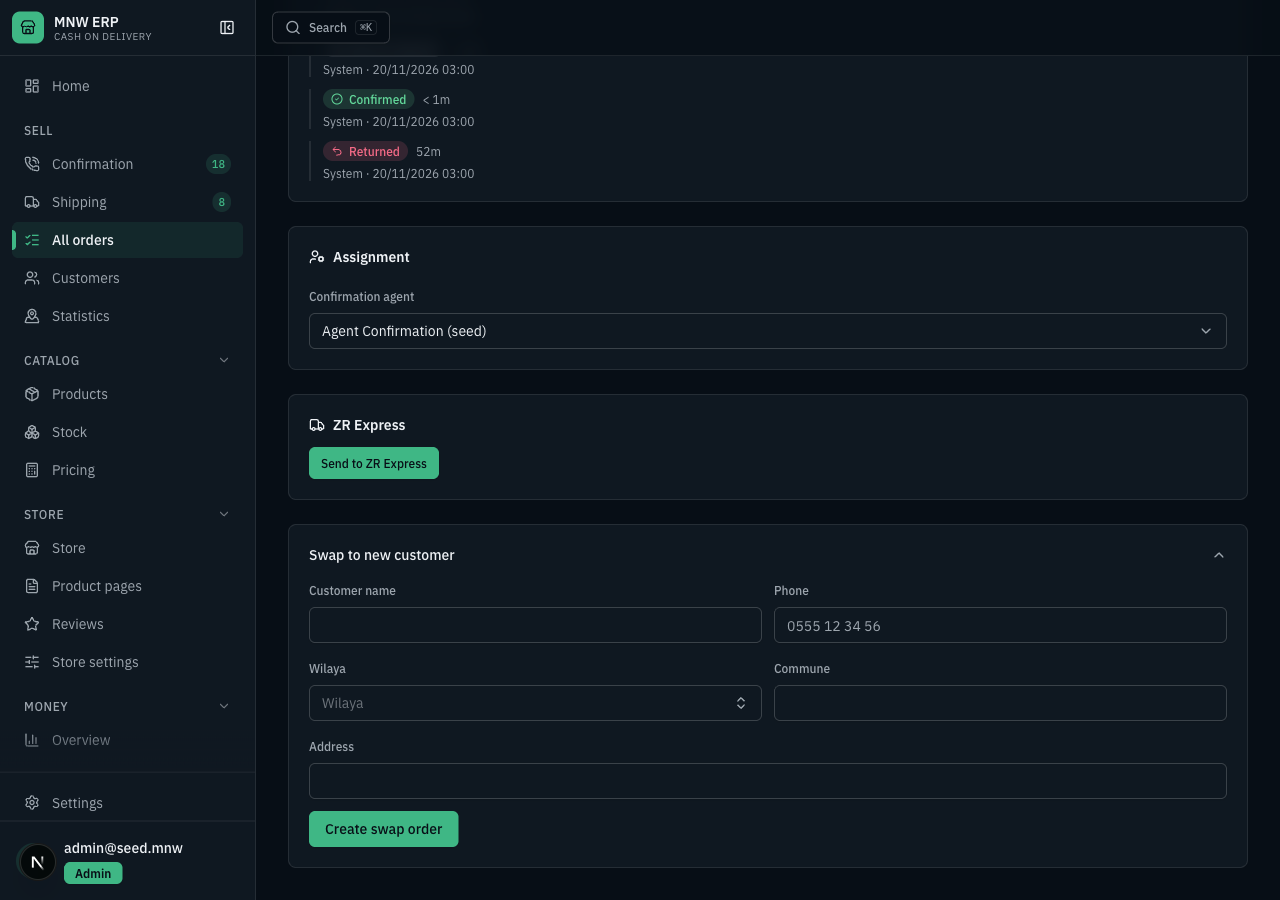 MNW ERP
CASH ON DELIVERY
Search ⌘K
Home
SELL
Confirmation 18
Shipping 8
All orders
Customers
Statistics
CATALOG
Products
Stock
Pricing
STORE
Store
Product pages
Reviews
Store settings
MONEY
Overview
Settings
N
admin@seed.mnw
Admin
System · 20/11/2026 03:00
Confirmed < 1m
System · 20/11/2026 03:00
Returned 52m
System · 20/11/2026 03:00
Assignment
Confirmation agent
Agent Confirmation (seed)
ZR Express
Send to ZR Express
Swap to new customer
Customer name Phone
0555 12 34 56
Wilaya Commune
Wilaya
Address
Create swap order